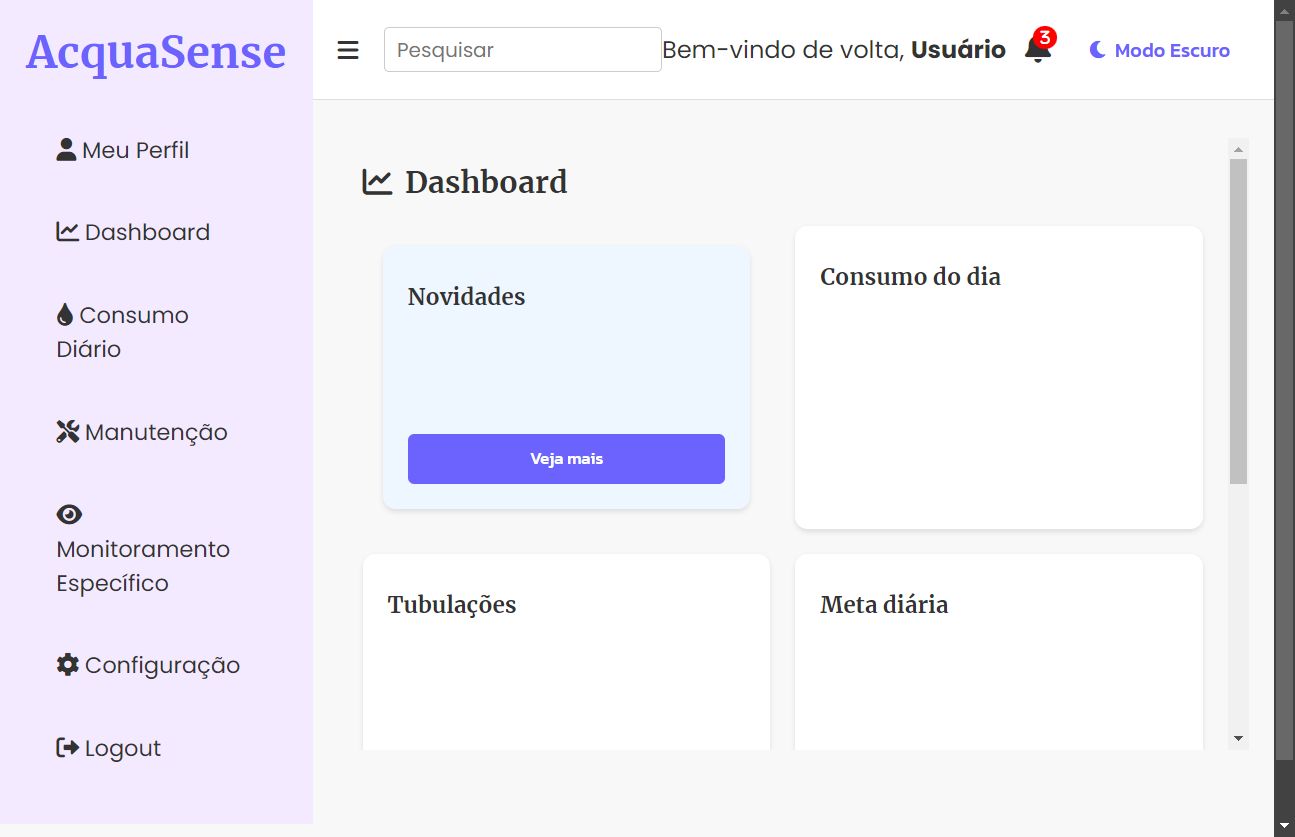 AcquaSense
Pesquisar
Bem-vindo de volta, Usuário
3
Modo Escuro
Meu Perfil
Dashboard
Consumo
Diário
Manutenção
Monitoramento
Específico
Configuração
Logout
Dashboard
Novidades
Veja mais
Consumo do dia
Tubulações
Meta diária